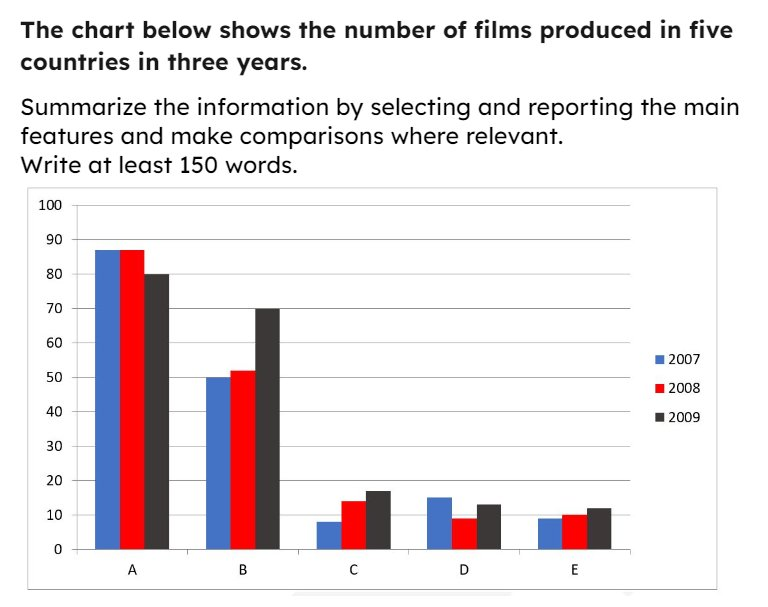 The chart below shows the number of films produced in five
countries in three years.
Summarize the information by selecting and reporting the main
features and make comparisons where relevant.
Write at least 150 words.
100
90
80
70
60
50
40
30
20
10
0
A B C D E
2007
2008
2009